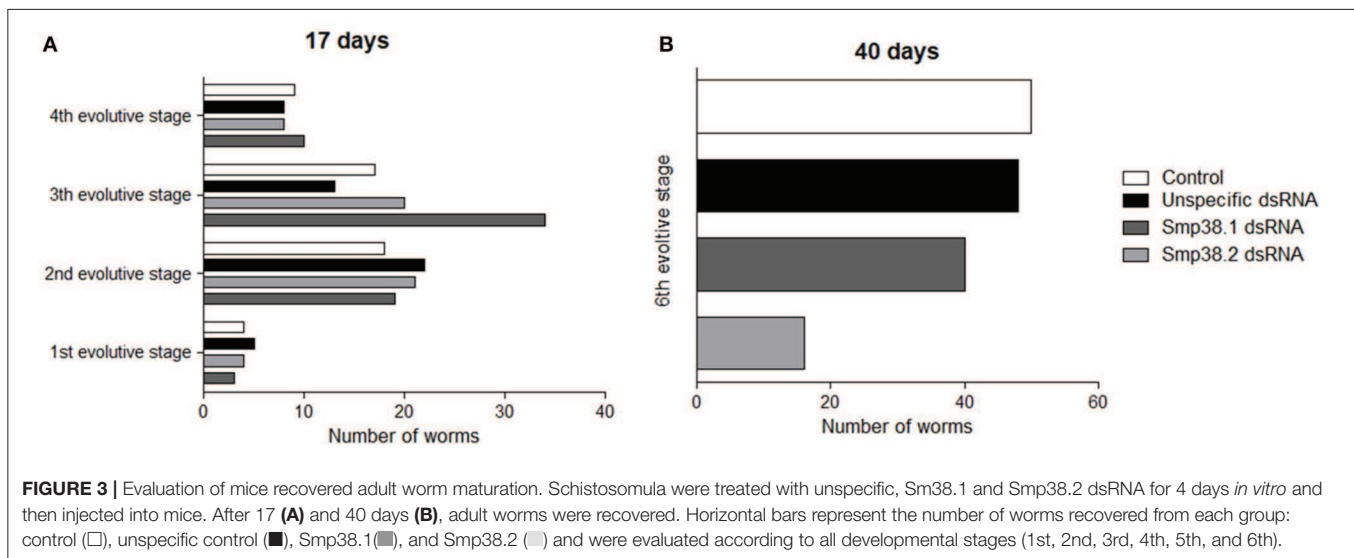 A
17 days
4th evolutive stage
3th evolutive stage
2nd evolutive stage
1st evolutive stage
0
10
20
30
40
Number of worms
B
40 days
6th evoltive stage
0
20
40
60
Number of worms
Control
Unspecific dsRNA
Smp38.1 dsRNA
Smp38.2 dsRNA
FIGURE 3 | Evaluation of mice recovered adult worm maturation. Schistosomula were treated with unspecific, Sm38.1 and Smp38.2 dsRNA for 4 days in vitro and
then injected into mice. After 17 (A) and 40 days (B), adult worms were recovered. Horizontal bars represent the number of worms recovered from each group:
control (□), unspecific control (■), Smp38.1(■), and Smp38.2 (■) and were evaluated according to all developmental stages (1st, 2nd, 3rd, 4th, 5th, and 6th).